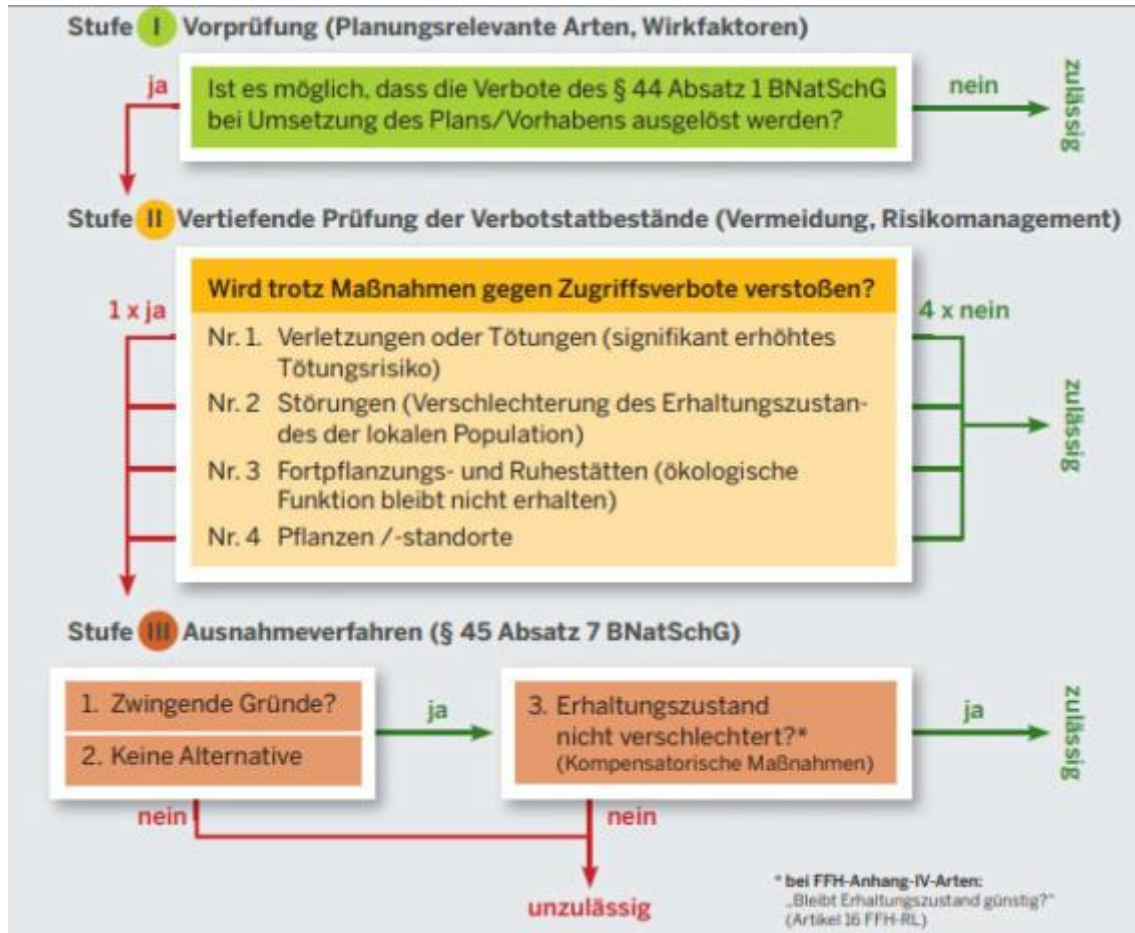 Stufe I Vorprüfung (Planungsrelevante Arten, Wirkfaktoren)
ja
Ist es möglich, dass die Verbote des § 44 Absatz 1 BNatSchG
bei Umsetzung des Plans/Vorhabens ausgelöst werden?
nein
zulässig
Stufe II Vertiefende Prüfung der Verbotstatbestände (Vermeidung, Risikomanagement)
1 x ja
Wird trotz Maßnahmen gegen Zugriffsverbote verstoßen?
4 x nein
Nr. 1. Verletzungen oder Tötungen (signifikant erhöhtes
Tötungsrisiko)
Nr. 2 Störungen (Verschlechterung des Erhaltungszustan-
des der lokalen Population)
Nr. 3 Fortpflanzungs- und Ruhestätten (ökologische
Funktion bleibt nicht erhalten)
Nr. 4 Pflanzen /-standorte
zulässig
Stufe III Ausnahmeverfahren (§ 45 Absatz 7 BNatSchG)
1. Zwingende Gründe?
2. Keine Alternative
ja
3. Erhaltungszustand
nicht verschlechtert?*
(Kompensatorische Maßnahmen)
ja
zulässig
nein
nein
unzulässig
* bei FFH-Anhang-IV-Arten:
„Bleibt Erhaltungszustand günstig?"
(Artikel 16 FFH-RL)